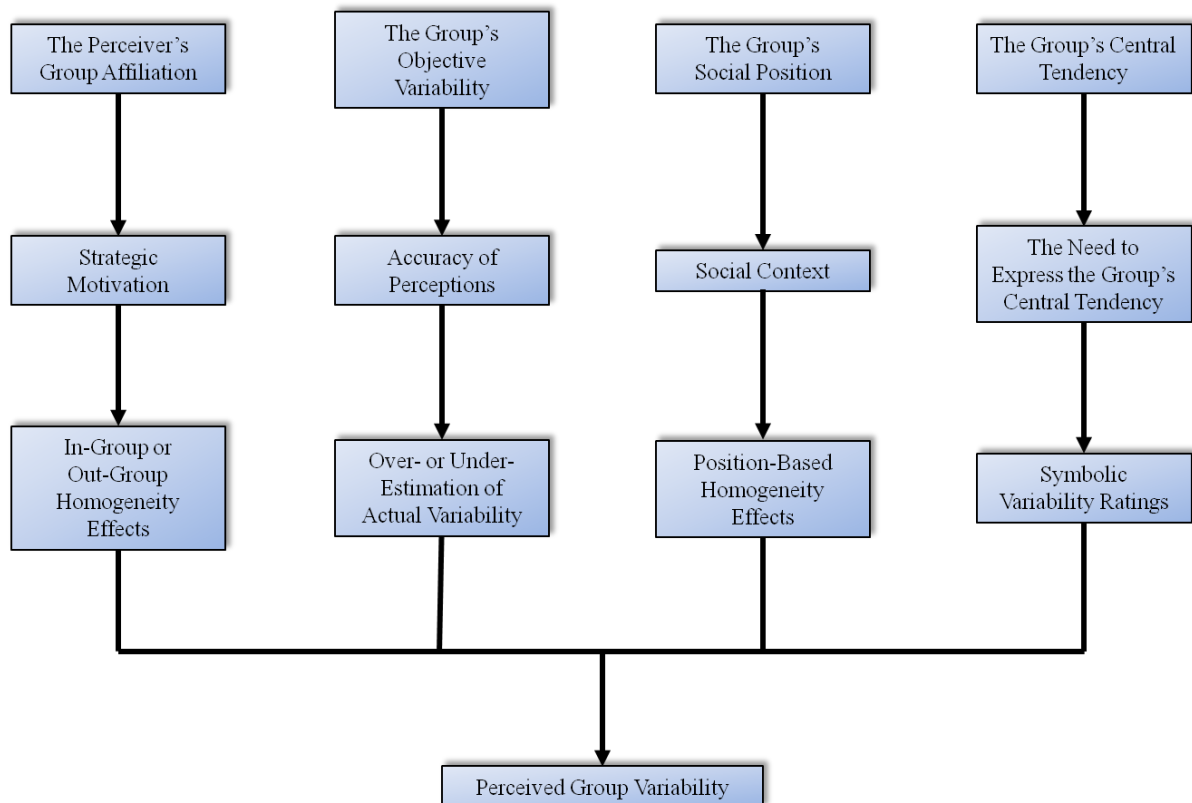 The Perceiver's
Group Affiliation
The Group's
Objective
Variability
The Group's
Social Position
The Group's Central
Tendency
Strategic
Motivation
Accuracy of
Perceptions
Social Context
The Need to
Express the Group's
Central Tendency
In-Group or
Out-Group
Homogeneity
Effects
Over- or Under-
Estimation of
Actual Variability
Position-Based
Homogeneity
Effects
Symbolic
Variability Ratings
Perceived Group Variability